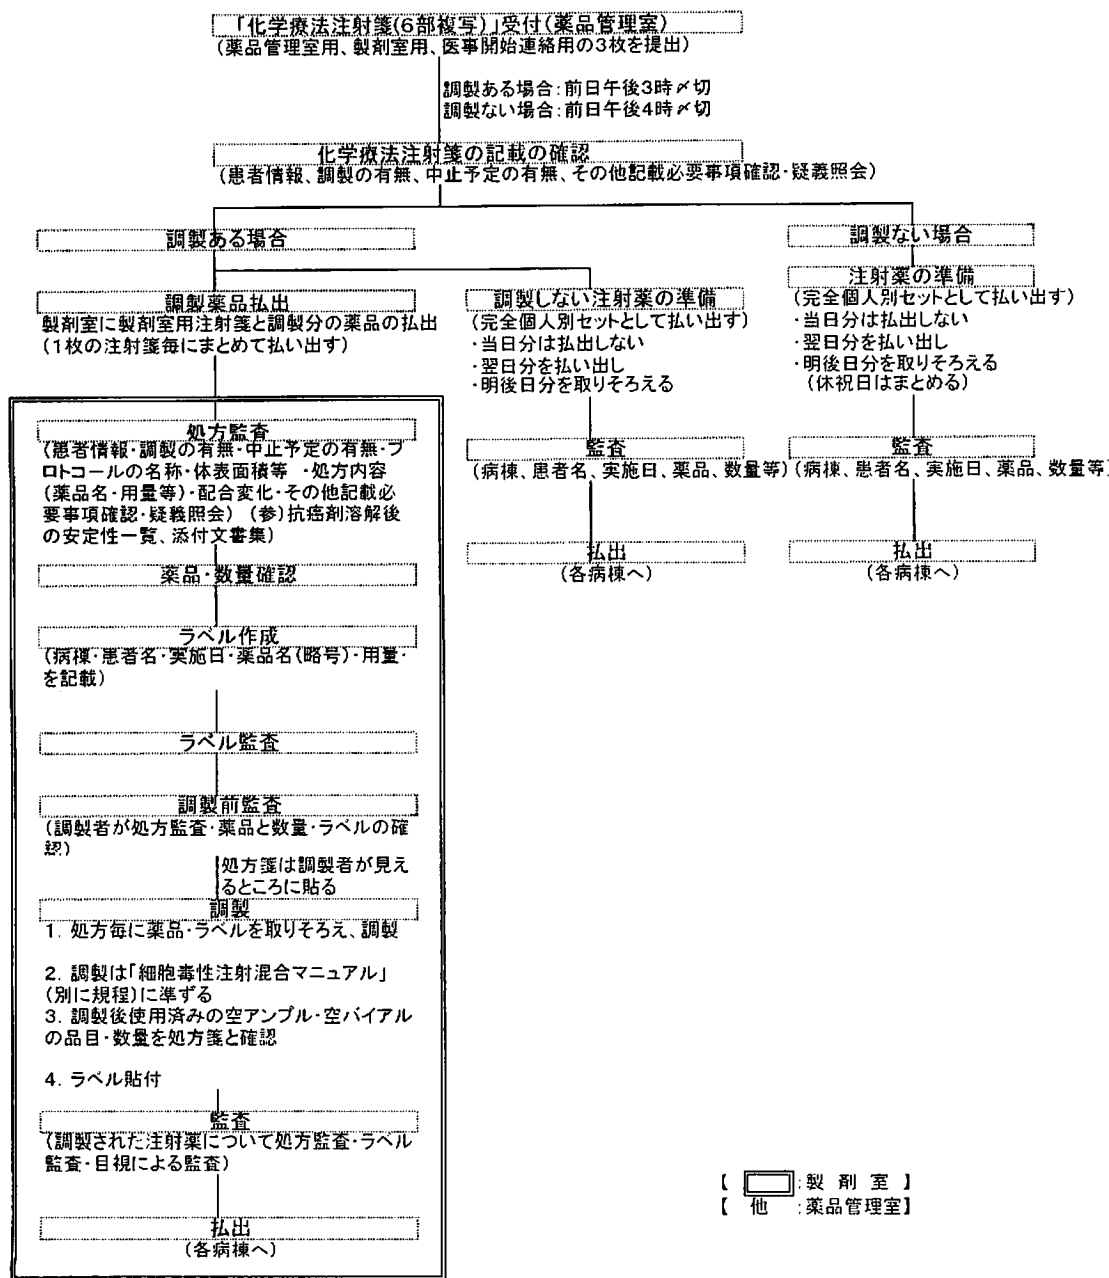 「化学療法注射箋(6部複写)」受付(薬品管理室)
(薬品管理室用、製剤室用、医事開始連絡用の3枚を提出)
調製ある場合:前日午後3時〆切
調製ない場合:前日午後4時〆切
化学療法注射箋の記載の確認
(患者情報、調製の有無、中止予定の有無、その他記載必要事項確認・疑義照会)
調製ある場合
調製薬品払出
製剤室に製剤室用注射箋と調製分の薬品の払出
(1枚の注射箋毎にまとめて払い出す)
処方監査
(患者情報・調製の有無・中止予定の有無・プ
ロトコールの名称・体表面積等 ・処方内容
(薬品名・用量等)・配合変化・その他記載必
要事項確認・疑義照会) (参)抗癌剤溶解後
の安定性一覧、添付文書集)
薬品・数量確認
ラベル作成
(病棟・患者名・実施日・薬品名(略号)・用量・
を記載)
ラベル監査
調製前監査
(調製者が処方監査・薬品と数量・ラベルの確
認)
処方箋は調製者が見え
るところに貼る
調製
1. 処方毎に薬品・ラベルを取りそろえ、調製
2. 調製は「細胞毒性注射混合マニュアル」
(別に規程)に準ずる
3. 調製後使用済みの空アンプル・空バイアル
の品目・数量を処方箋と確認
4. ラベル貼付
監査
(調製された注射薬について処方監査・ラベル
監査・目視による監査)
払出
(各病棟へ)
調製しない注射薬の準備
(完全個人別セットとして払い出す)
・当日分は払出しない
・翌日分を払い出し
・明後日分を取りそろえる
監査
(病棟、患者名、実施日、薬品、数量等)
払出
(各病棟へ)
調製ない場合
注射薬の準備
(完全個人別セットとして払い出す)
・当日分は払出しない
・翌日分を払い出し
・明後日分を取りそろえる
(休祝日はまとめる)
監査
(病棟、患者名、実施日、薬品、数量等)
払出
(各病棟へ)
【 :製 剤 室 】
【 他 :薬品管理室】